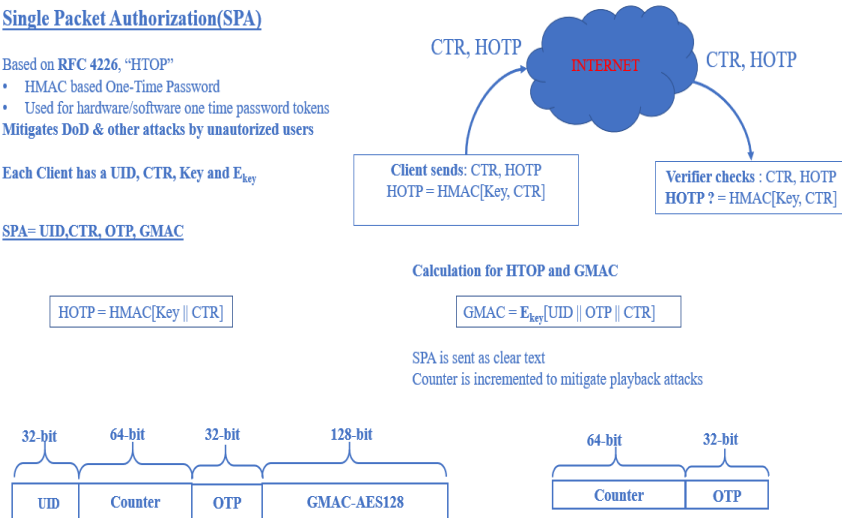 Single Packet Authorization(SPA)
Based on RFC 4226, “HTOP”
• HMAC based One-Time Password
• Used for hardware/software one time password tokens
Mitigates DoD & other attacks by unautorized users
Each Client has a UID, CTR, Key and Ekey
SPA= UID,CTR, OTP, GMAC
CTR, HOTP
INTERNET
CTR, HOTP
Client sends: CTR, HOTP
HOTP = HMAC[Key, CTR]
Verifier checks : CTR, HOTP
HOTP ? = HMAC[Key, CTR]
Calculation for HTOP and GMAC
HOTP = HMAC[Key || CTR]
GMAC = Ekey[UID || OTP || CTR]
SPA is sent as clear text
Counter is incremented to mitigate playback attacks
32-bit 64-bit 32-bit 128-bit
UID Counter OTP GMAC-AES128
64-bit 32-bit
Counter OTP